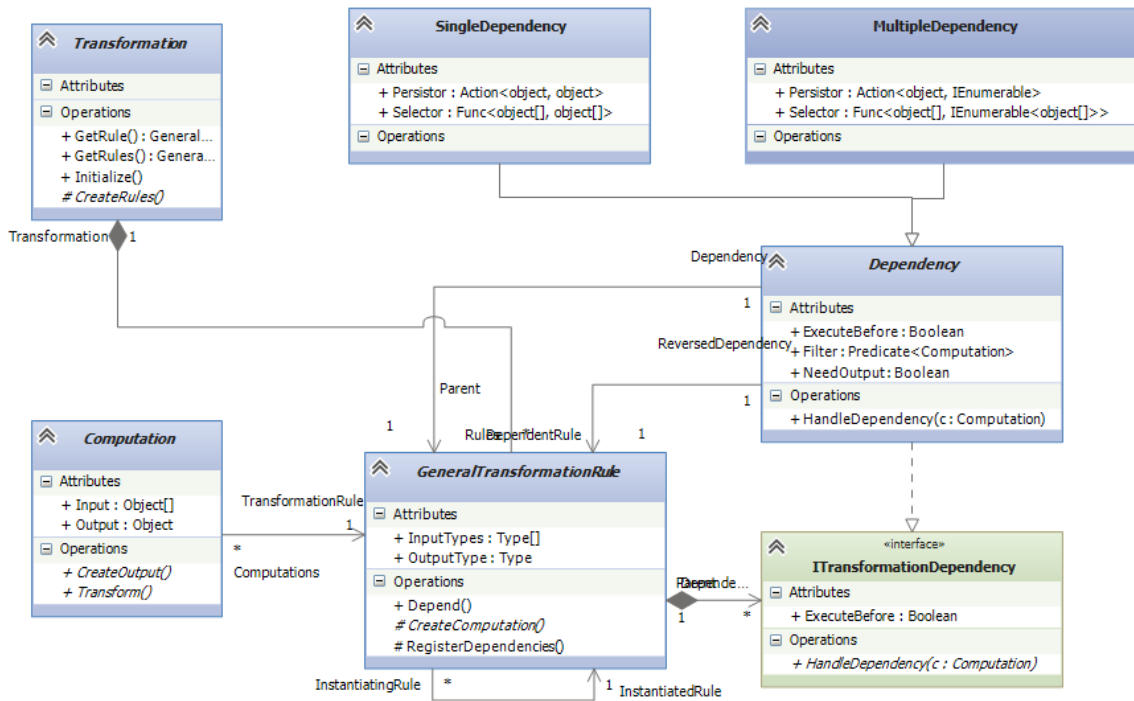 Transformation
Attributes
Operations
+ GetRule() : General...
+ GetRules() : Genera...
+ Initialize()
# CreateRules()
SingleDependency
Attributes
+ Persistor : Action<object, object>
+ Selector : Func<object[], object[]>
Operations
MultipleDependency
Attributes
+ Persistor : Action<object, IEnumerable>
+ Selector : Func<object[], IEnumerable<object[]>>
Operations
Transformation
1
Dependency
1
ReversedDependency
1
Dependency
Attributes
+ ExecuteBefore : Boolean
+ Filter : Predicate<Computation>
+ NeedOutput : Boolean
Operations
+ HandleDependency(c : Computation)
Parent
1
Rules
*
DependentRule
1
Computation
Attributes
+ Input : Object[]
+ Output : Object
Operations
+ CreateOutput()
+ Transform()
TransformationRule
1
*
Computations
GeneralTransformationRule
Attributes
+ InputTypes : Type[]
+ OutputType : Type
Operations
+ Depend()
# CreateComputation()
# RegisterDependencies()
Parent
Depende...
1
*
«interface»
ITransformationDependency
Attributes
+ ExecuteBefore : Boolean
Operations
+ HandleDependency(c : Computation)
InstantiatingRule
*
1
InstantiatedRule